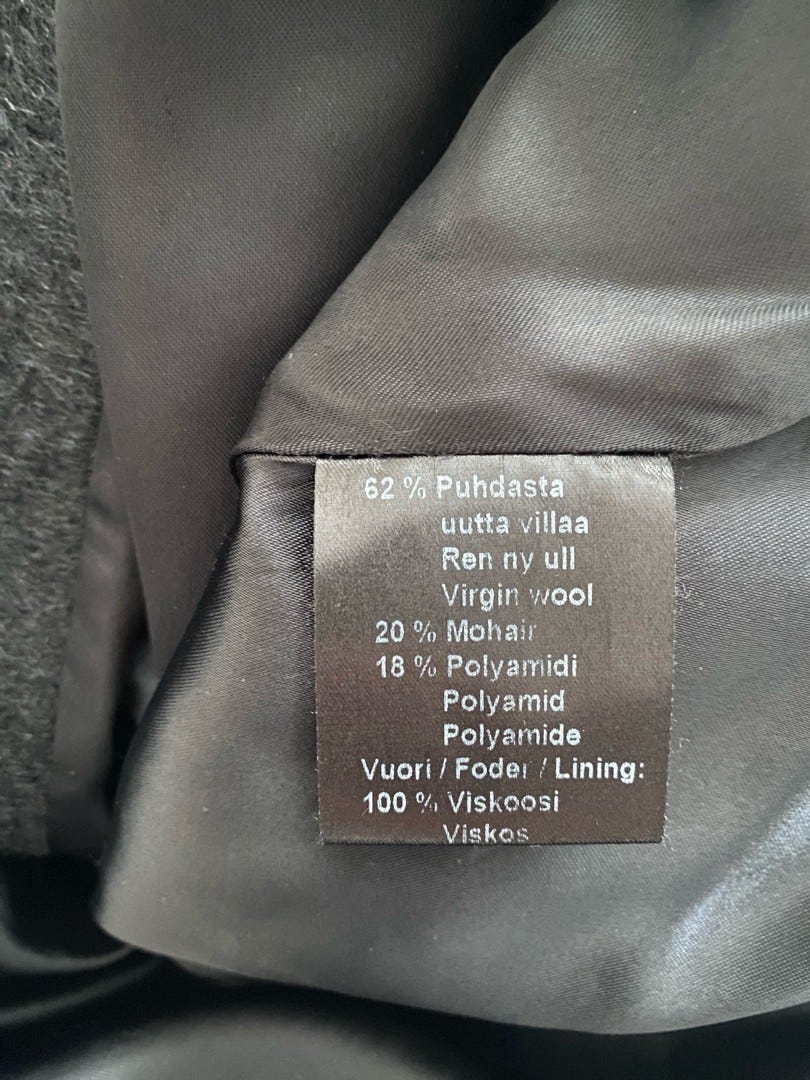 62 % Puhdasta
uutta villaa
Ren ny ull
Virgin wool
20 % Mohair
18 % Polyamidi
Polyamid
Polyamide
Vuori / Foder / Lining:
100 % Viskoosi
Viskos